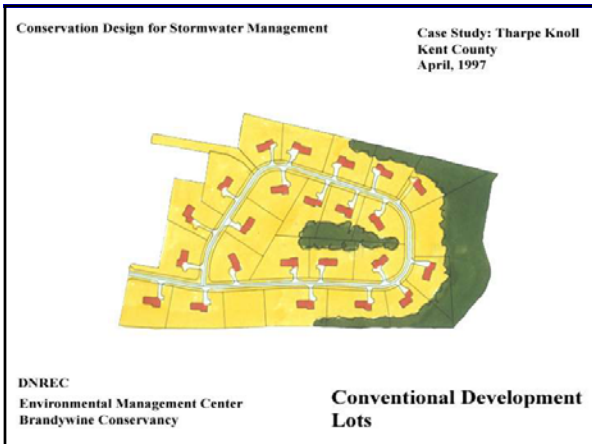 Conservation Design for Stormwater Management
Case Study: Tharpe Knoll
Kent County
April, 1997
DNREC
Environmental Management Center
Brandywine Conservancy
Conventional Development
Lots